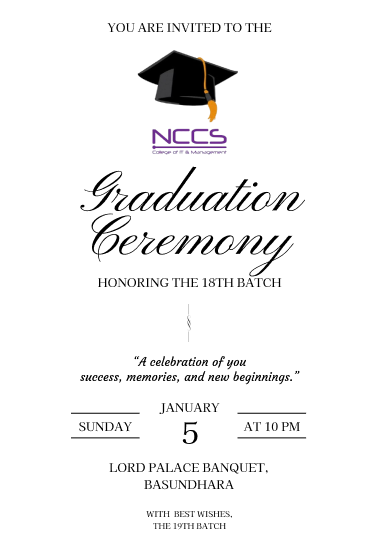 YOU ARE INVITED TO THE
NCCS
College of IT & Management
Graduation
Ceremony
HONORING THE 18TH BATCH
“A celebration of you
success, memories, and new beginnings.”
JANUARY
SUNDAY 5 AT 10 PM
LORD PALACE BANQUET,
BASUNDHARA
WITH BEST WISHES,
THE 19TH BATCH